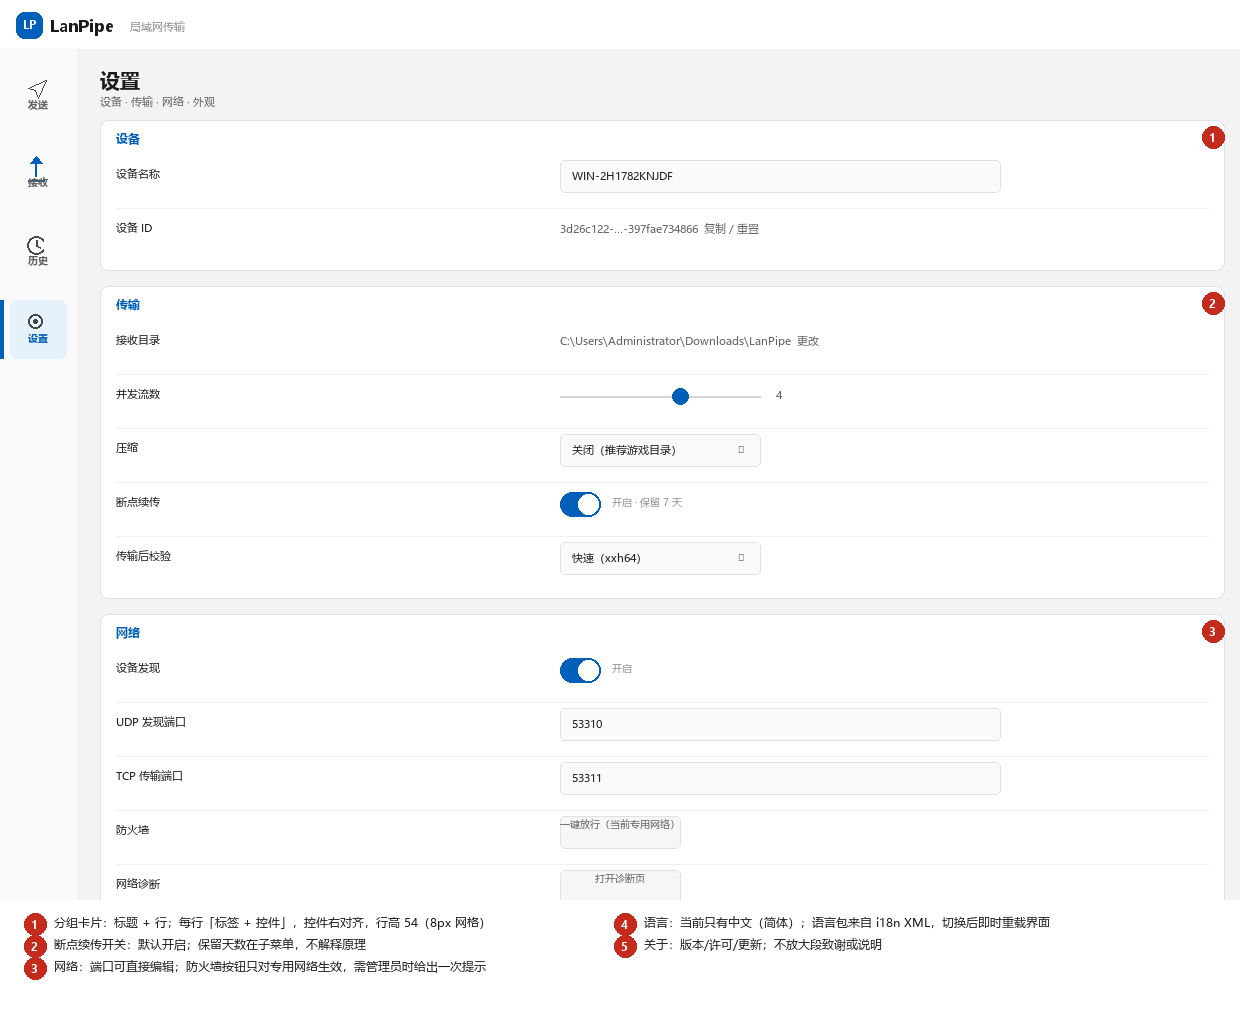 LP LanPipe 局域网传输
发送
接收
历史
设置
设置
设备 · 传输 · 网络 · 外观
设备 1
设备名称 WIN-2H1782KNJDF
设备 ID 3d26c122-...-397fae734866 复制 / 重置
传输 2
接收目录 C:\Users\Administrator\Downloads\LanPipe 更改
并发流数 4
压缩 关闭（推荐游戏目录）
断点续传 开启 · 保留 7 天
传输后校验 快速（xxh64）
网络 3
设备发现 开启
UDP 发现端口 53310
TCP 传输端口 53311
防火墙 一键放行（当前专用网络）
网络诊断 打开诊断页
1 分组卡片：标题 + 行；每行「标签 + 控件」，控件右对齐，行高 54（8px 网格）
2 断点续传开关：默认开启；保留天数在子菜单，不解释原理
3 网络：端口可直接编辑；防火墙按钮只对专用网络生效，需管理员时给出一次提示
4 语言：当前只有中文（简体）；语言包来自 i18n XML，切换后即时重载界面
5 关于：版本/许可/更新；不放大段致谢或说明